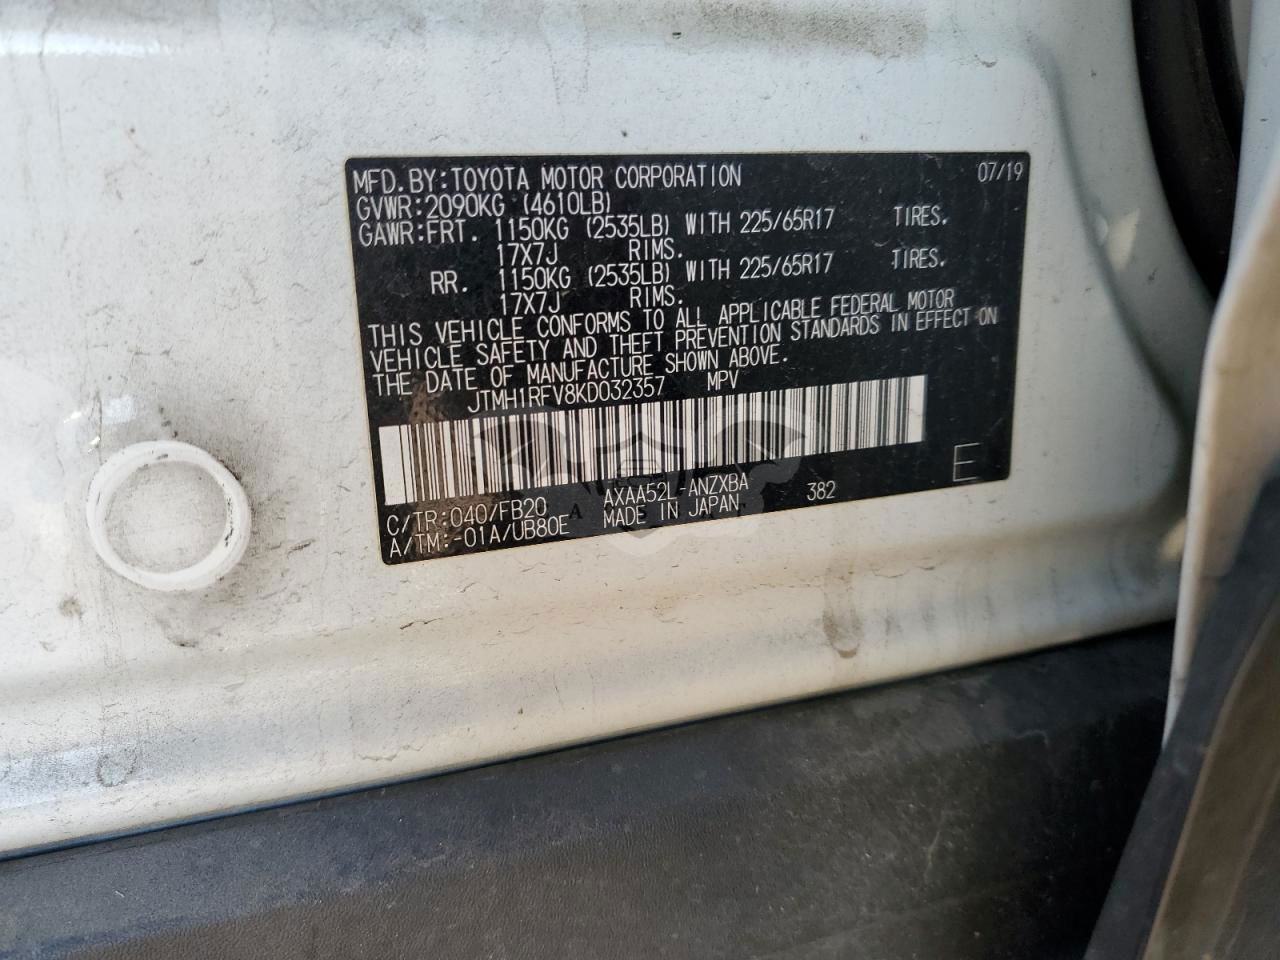 MFD.BY:TOYOTA MOTOR CORPORATION 07/19
GVWR:2090KG (4610LB)
GAWR:FRT. 1150KG (2535LB) WITH 225/65R17 TIRES.
17X7J RIMS.
RR. 1150KG (2535LB) WITH 225/65R17 TIRES.
17X7J RIMS.
THIS VEHICLE CONFORMS TO ALL APPLICABLE FEDERAL MOTOR
VEHICLE SAFETY AND THEFT PREVENTION STANDARDS IN EFFECT ON
THE DATE OF MANUFACTURE SHOWN ABOVE.
JTMH1RFV8KD032357 MPV
C/TR:040/FB20 AXAA52L-ANZXBA 382 E
A/TM:-01A/UB80E MADE IN JAPAN